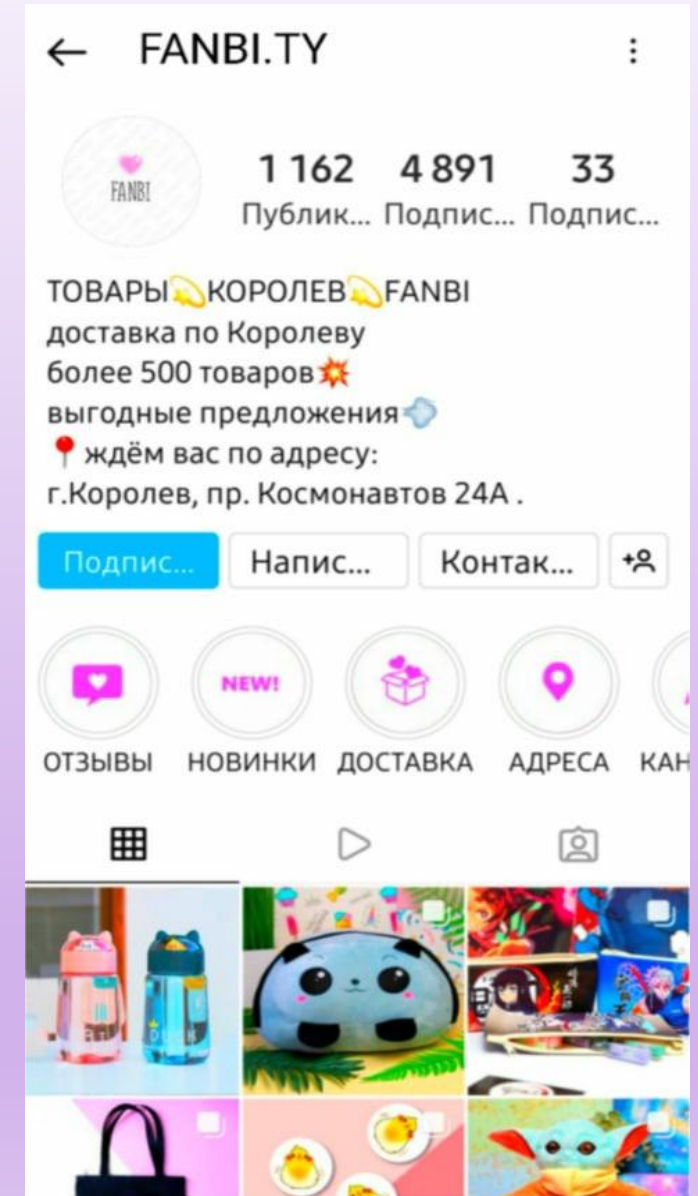 FANBI.TY
FANBI
1 162 4 891 33
Публик... Подпис... Подпис...
ТОВАРЫ💫КОРОЛЕВ💫FANBI
доставка по Королеву
более 500 товаров💥
выгодные предложения💨
📍ждём вас по адресу:
г.Королев, пр. Космонавтов 24А .
Подпис... Напис... Контак...
NEW!
ОТЗЫВЫ НОВИНКИ ДОСТАВКА АДРЕСА КАН